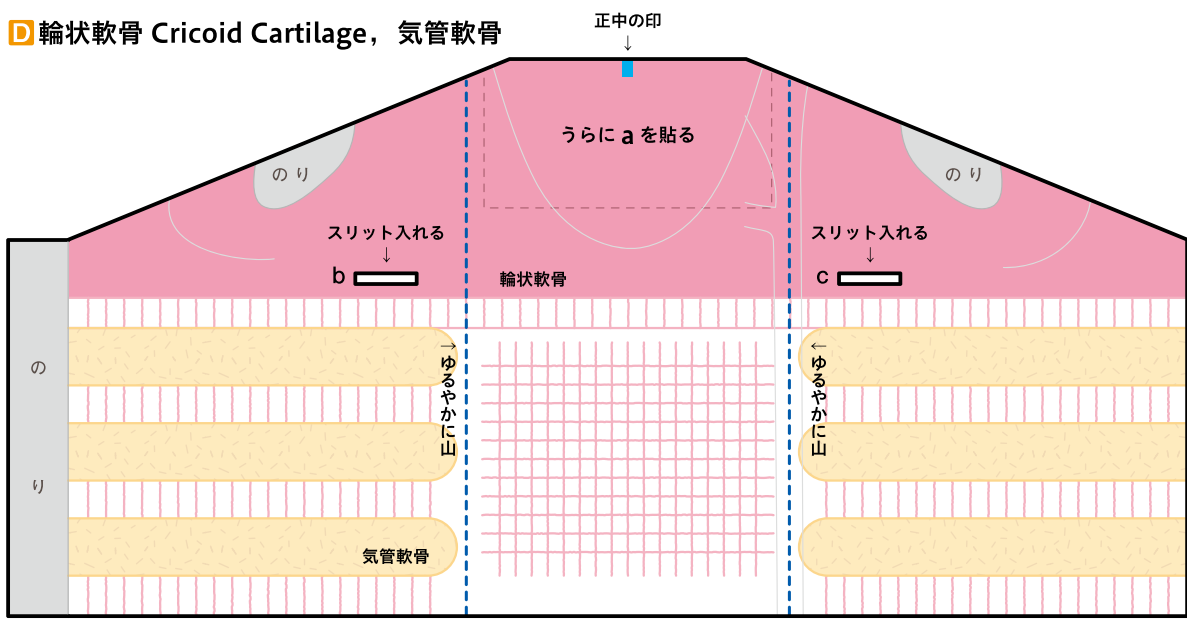 D 輪状軟骨 Cricoid Cartilage，気管軟骨
正中の印
↓
うらに a を貼る
のり
のり
スリット入れる
↓
b
スリット入れる
↓
c
輪状軟骨
のり
→ゆるやかに山
←ゆるやかに山
気管軟骨